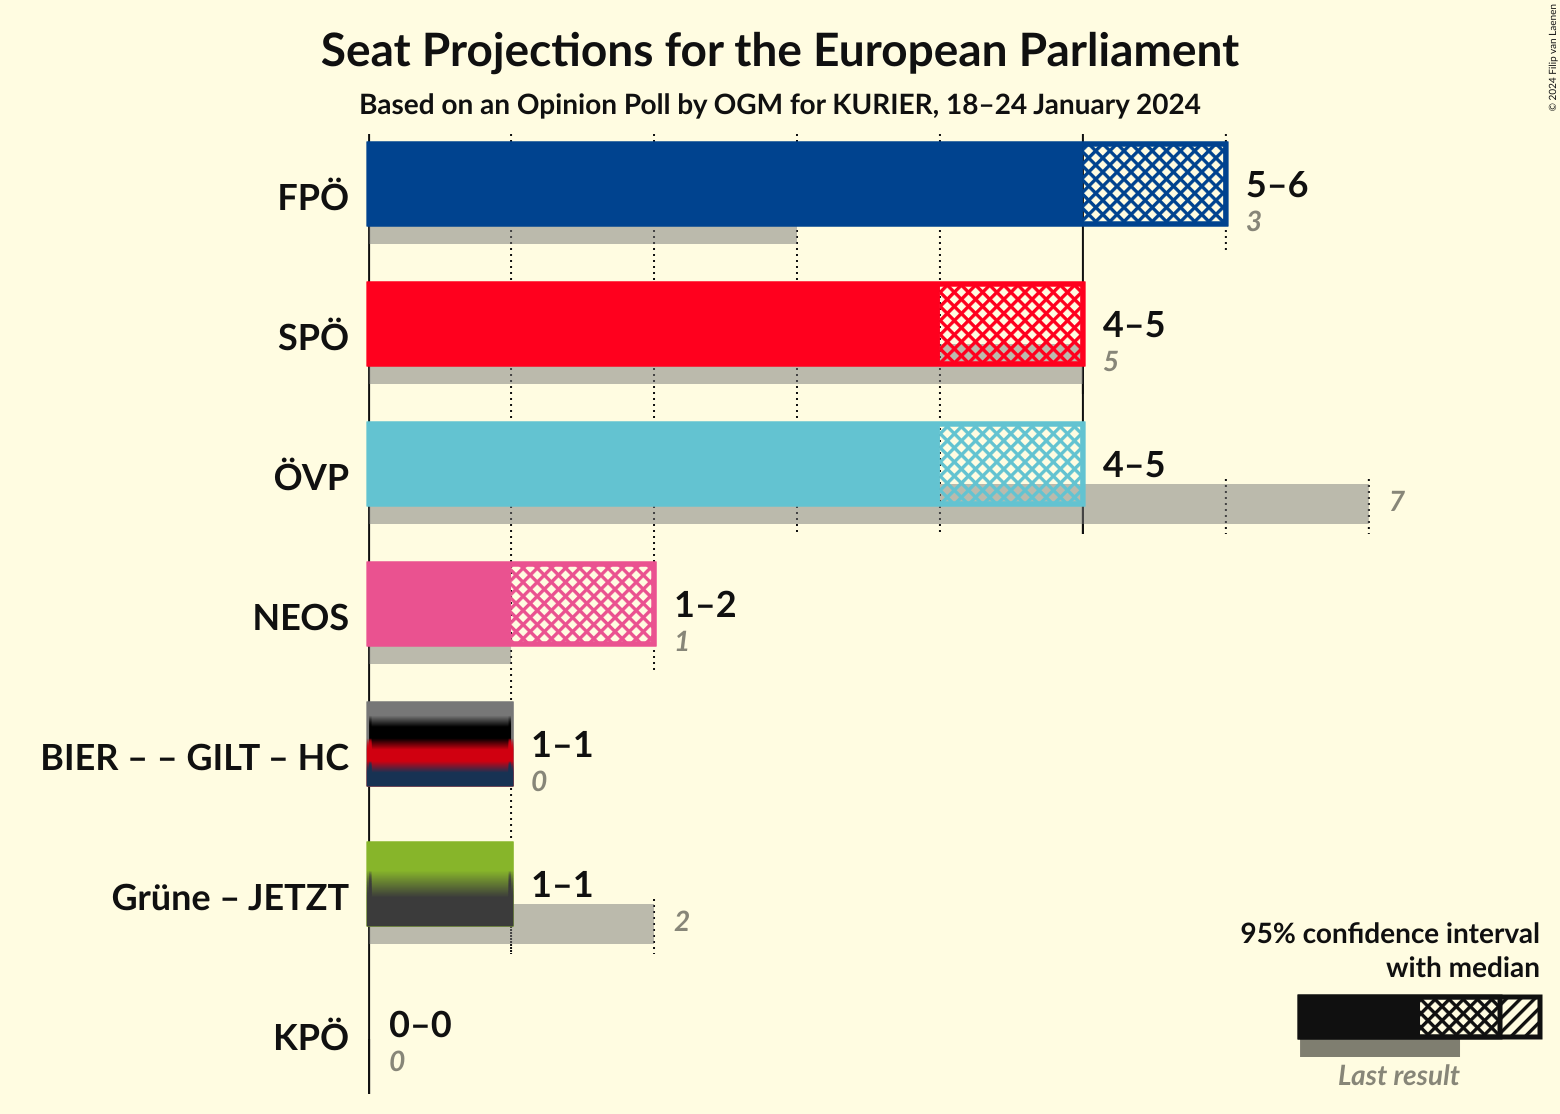 Seat Projections for the European Parliament
Based on an Opinion Poll by OGM for KURIER, 18–24 January 2024
© 2024 Filip van Laenen
FPÖ
5–6
3
SPÖ
4–5
5
ÖVP
4–5
7
NEOS
1–2
1
BIER – – GILT – HC
1–1
0
Grüne – JETZT
1–1
2
KPÖ
0–0
0
95% confidence interval
with median
Last result